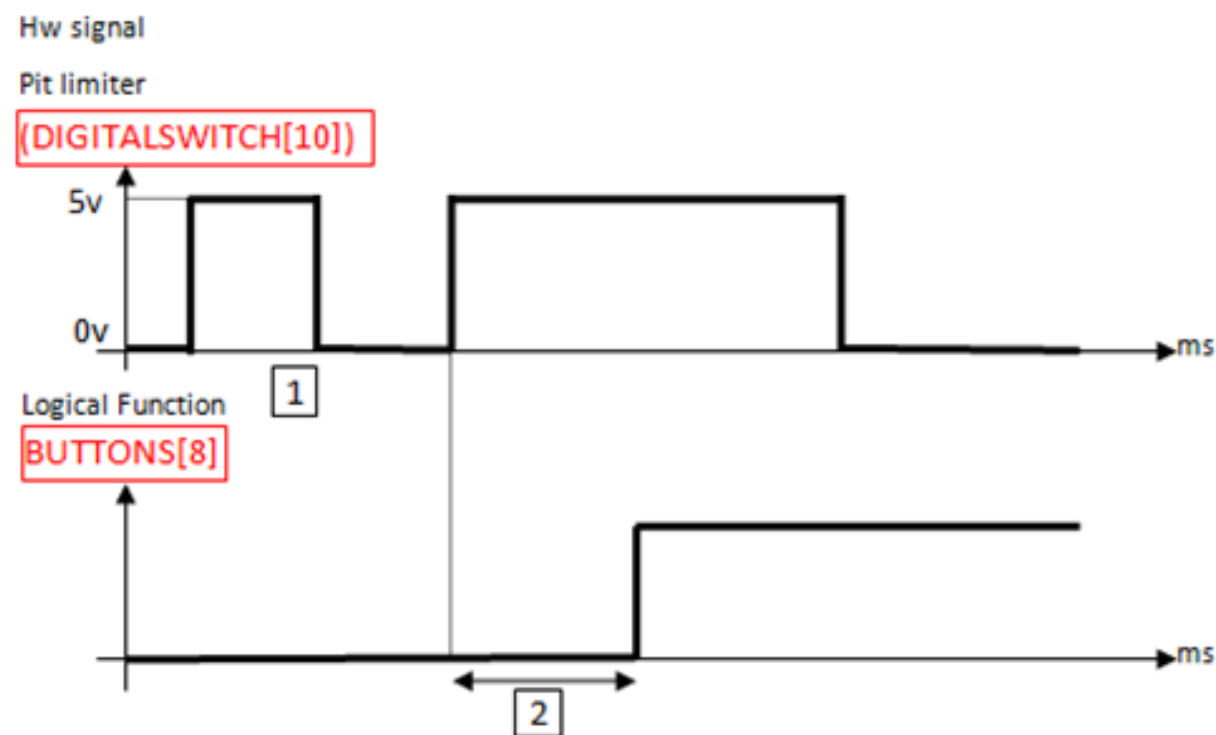 Hw signal
Pit limiter
(DIGITALSWITCH[10])
5v
0v
ms
1
Logical Function
BUTTONS[8]
ms
2